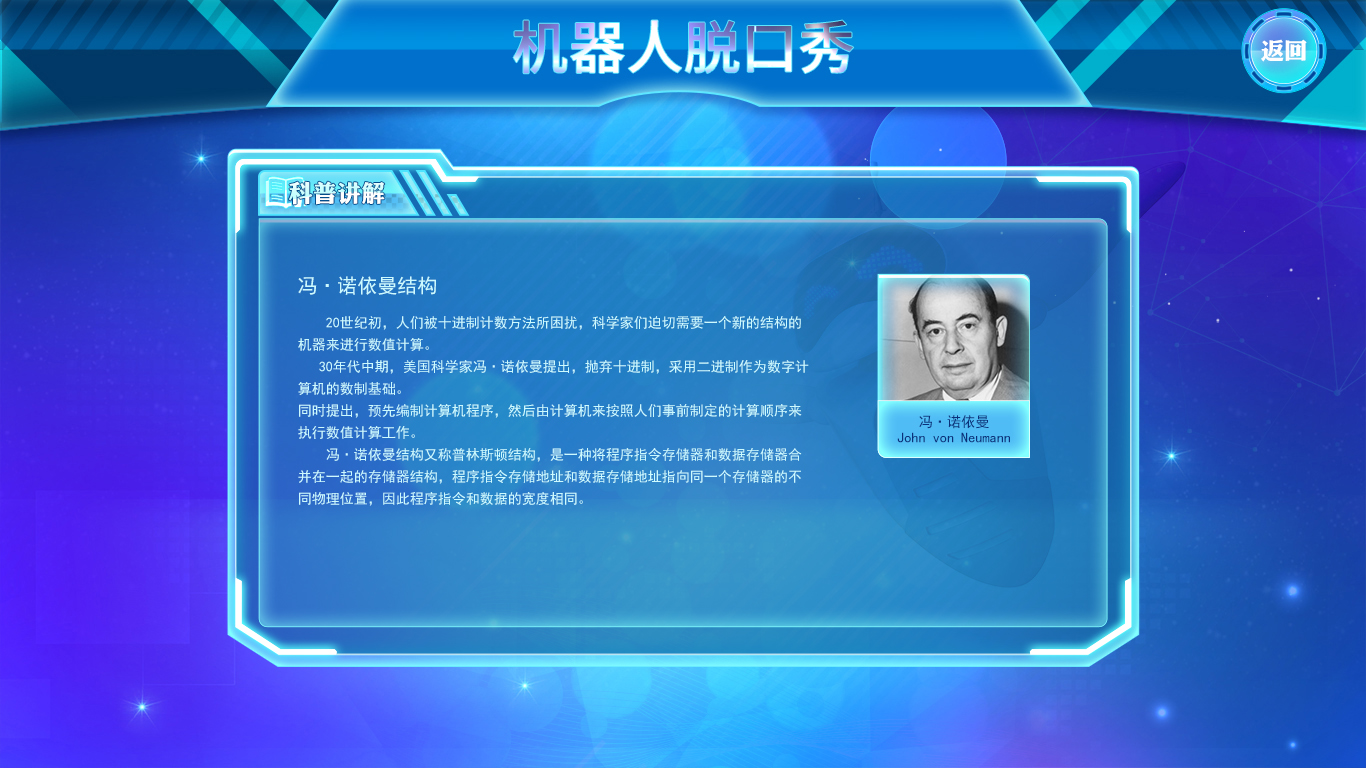 机器人脱口秀
返回
科普讲解
冯·诺依曼结构
20世纪初，人们被十进制计数方法所困扰，科学家们迫切需要一个新的结构的
机器来进行数值计算。
30年代中期，美国科学家冯·诺依曼提出，抛弃十进制，采用二进制作为数字计
算机的数制基础。
同时提出，预先编制计算机程序，然后由计算机来按照人们事前制定的计算顺序来
执行数值计算工作。
冯·诺依曼结构又称普林斯顿结构，是一种将程序指令存储器和数据存储器合
并在一起的存储器结构，程序指令存储地址和数据存储地址指向同一个存储器的不
同物理位置，因此程序指令和数据的宽度相同。
冯·诺依曼
John von Neumann